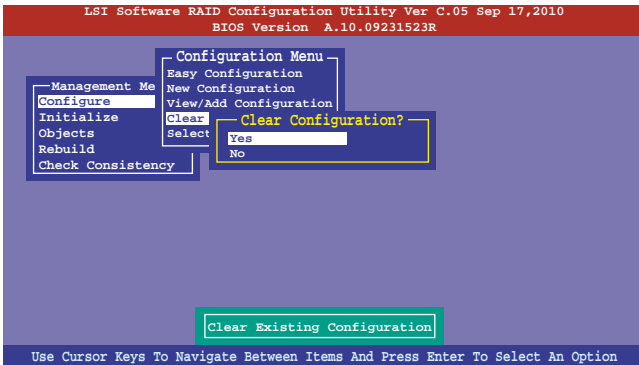 LSI Software RAID Configuration Utility Ver C.05 Sep 17,2010
BIOS Version A.10.09231523R
Configuration Menu
Easy Configuration
New Configuration
View/Add Configuration
Clear
Select
Management Me
Configure
Initialize
Objects
Rebuild
Check Consistency
Clear Configuration?
Yes
No
Clear Existing Configuration
Use Cursor Keys To Navigate Between Items And Press Enter To Select An Option